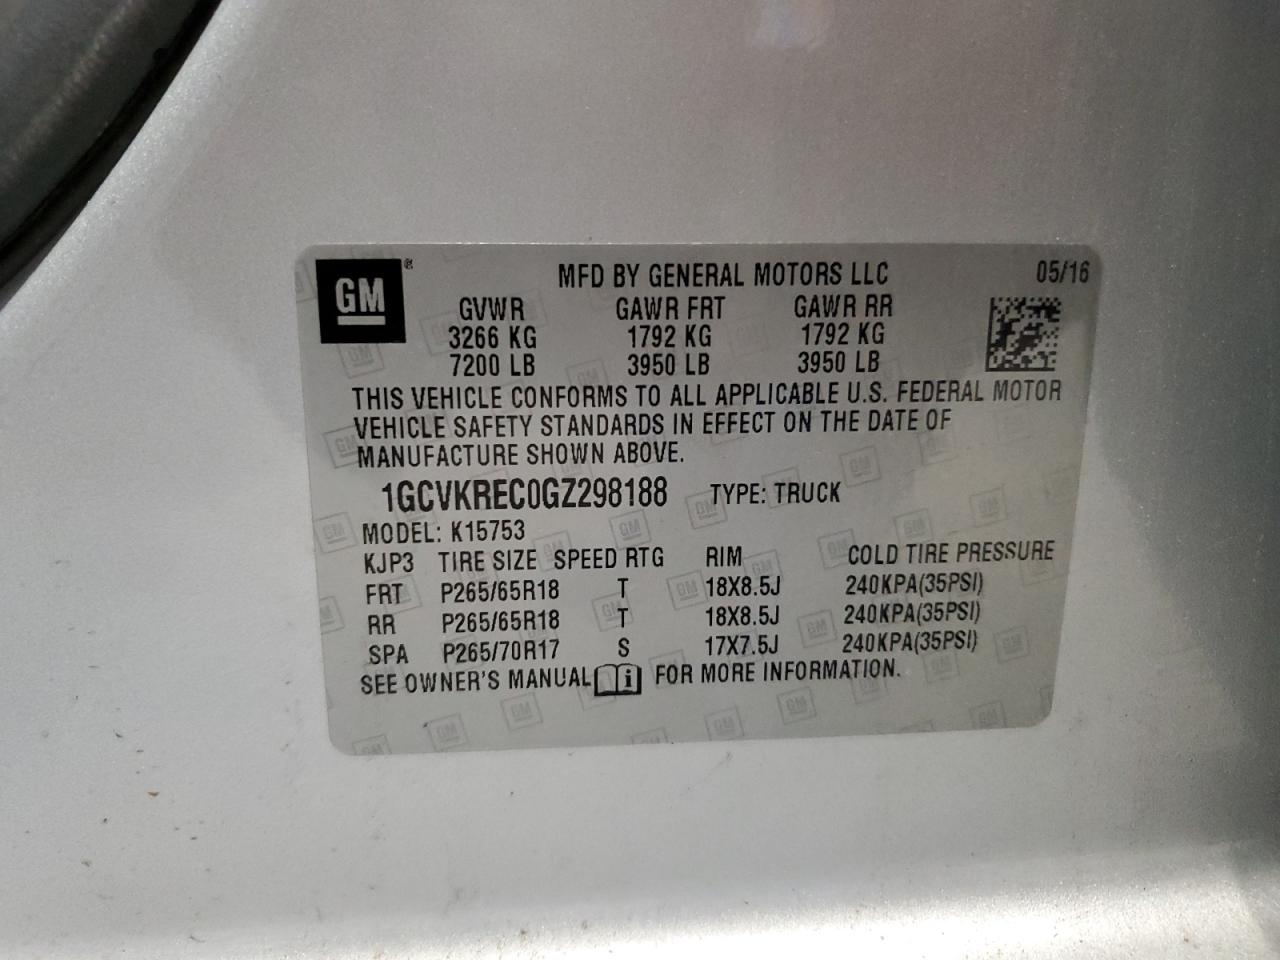 GM® MFD BY GENERAL MOTORS LLC 05/16
GVWR GAWR FRT GAWR RR
3266 KG 1792 KG 1792 KG
7200 LB 3950 LB 3950 LB
THIS VEHICLE CONFORMS TO ALL APPLICABLE U.S. FEDERAL MOTOR
VEHICLE SAFETY STANDARDS IN EFFECT ON THE DATE OF
MANUFACTURE SHOWN ABOVE.
1GCVKREC0GZ298188 TYPE: TRUCK
MODEL: K15753
KJP3 TIRE SIZE SPEED RTG RIM COLD TIRE PRESSURE
FRT P265/65R18 T 18X8.5J 240KPA(35PSI)
RR P265/65R18 T 18X8.5J 240KPA(35PSI)
SPA P265/70R17 S 17X7.5J 240KPA(35PSI)
SEE OWNER'S MANUAL i FOR MORE INFORMATION.